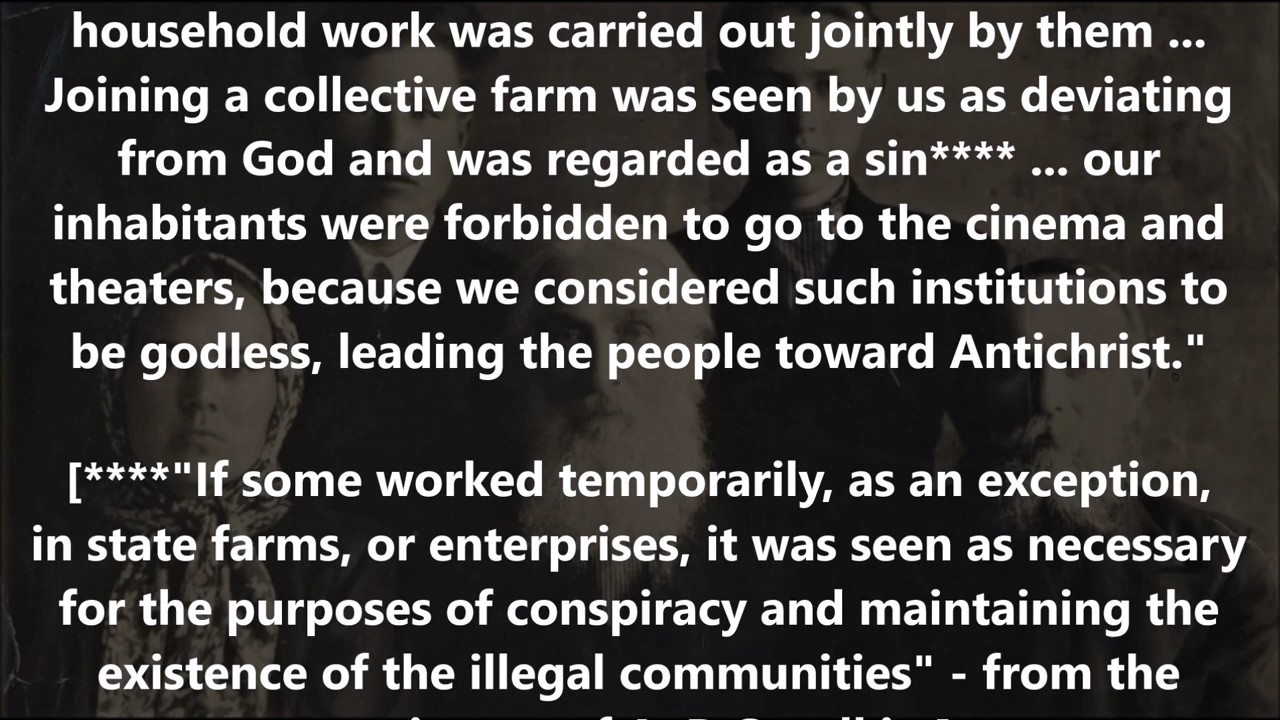 household work was carried out jointly by them ...
Joining a collective farm was seen by us as deviating
from God and was regarded as a sin**** ... our
inhabitants were forbidden to go to the cinema and
theaters, because we considered such institutions to
be godless, leading the people toward Antichrist."
[****"If some worked temporarily, as an exception,
in state farms, or enterprises, it was seen as necessary
for the purposes of conspiracy and maintaining the
existence of the illegal communities" - from the